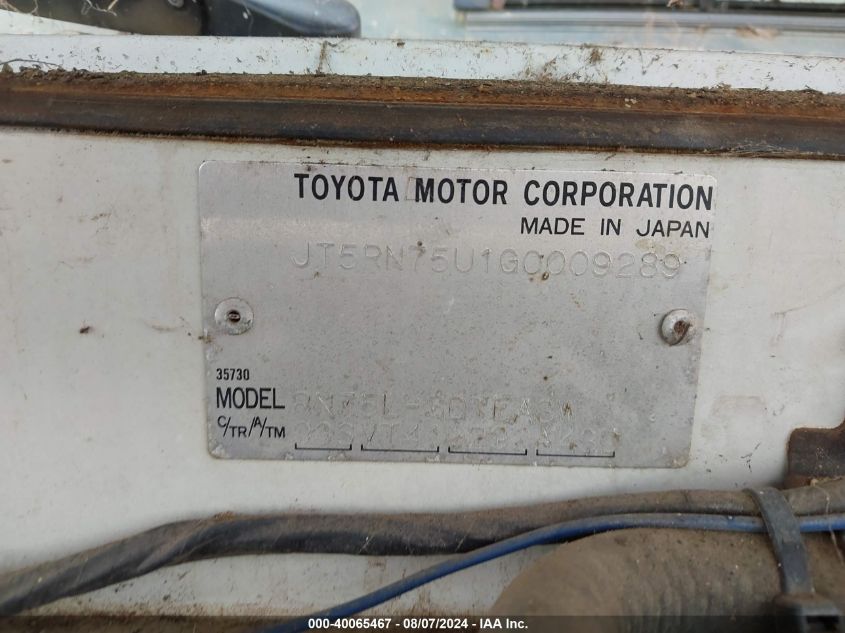 TOYOTA MOTOR CORPORATION
MADE IN JAPAN
JT5RN75U1G0009289
35730
MODEL
C/TR/A/TM
000-40065467 - 08/07/2024 - IAA Inc.